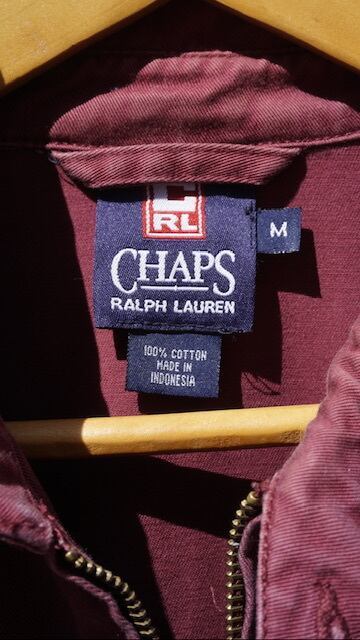 C
RL
CHAPS
RALPH LAUREN
M
100% COTTON
MADE IN
INDONESIA